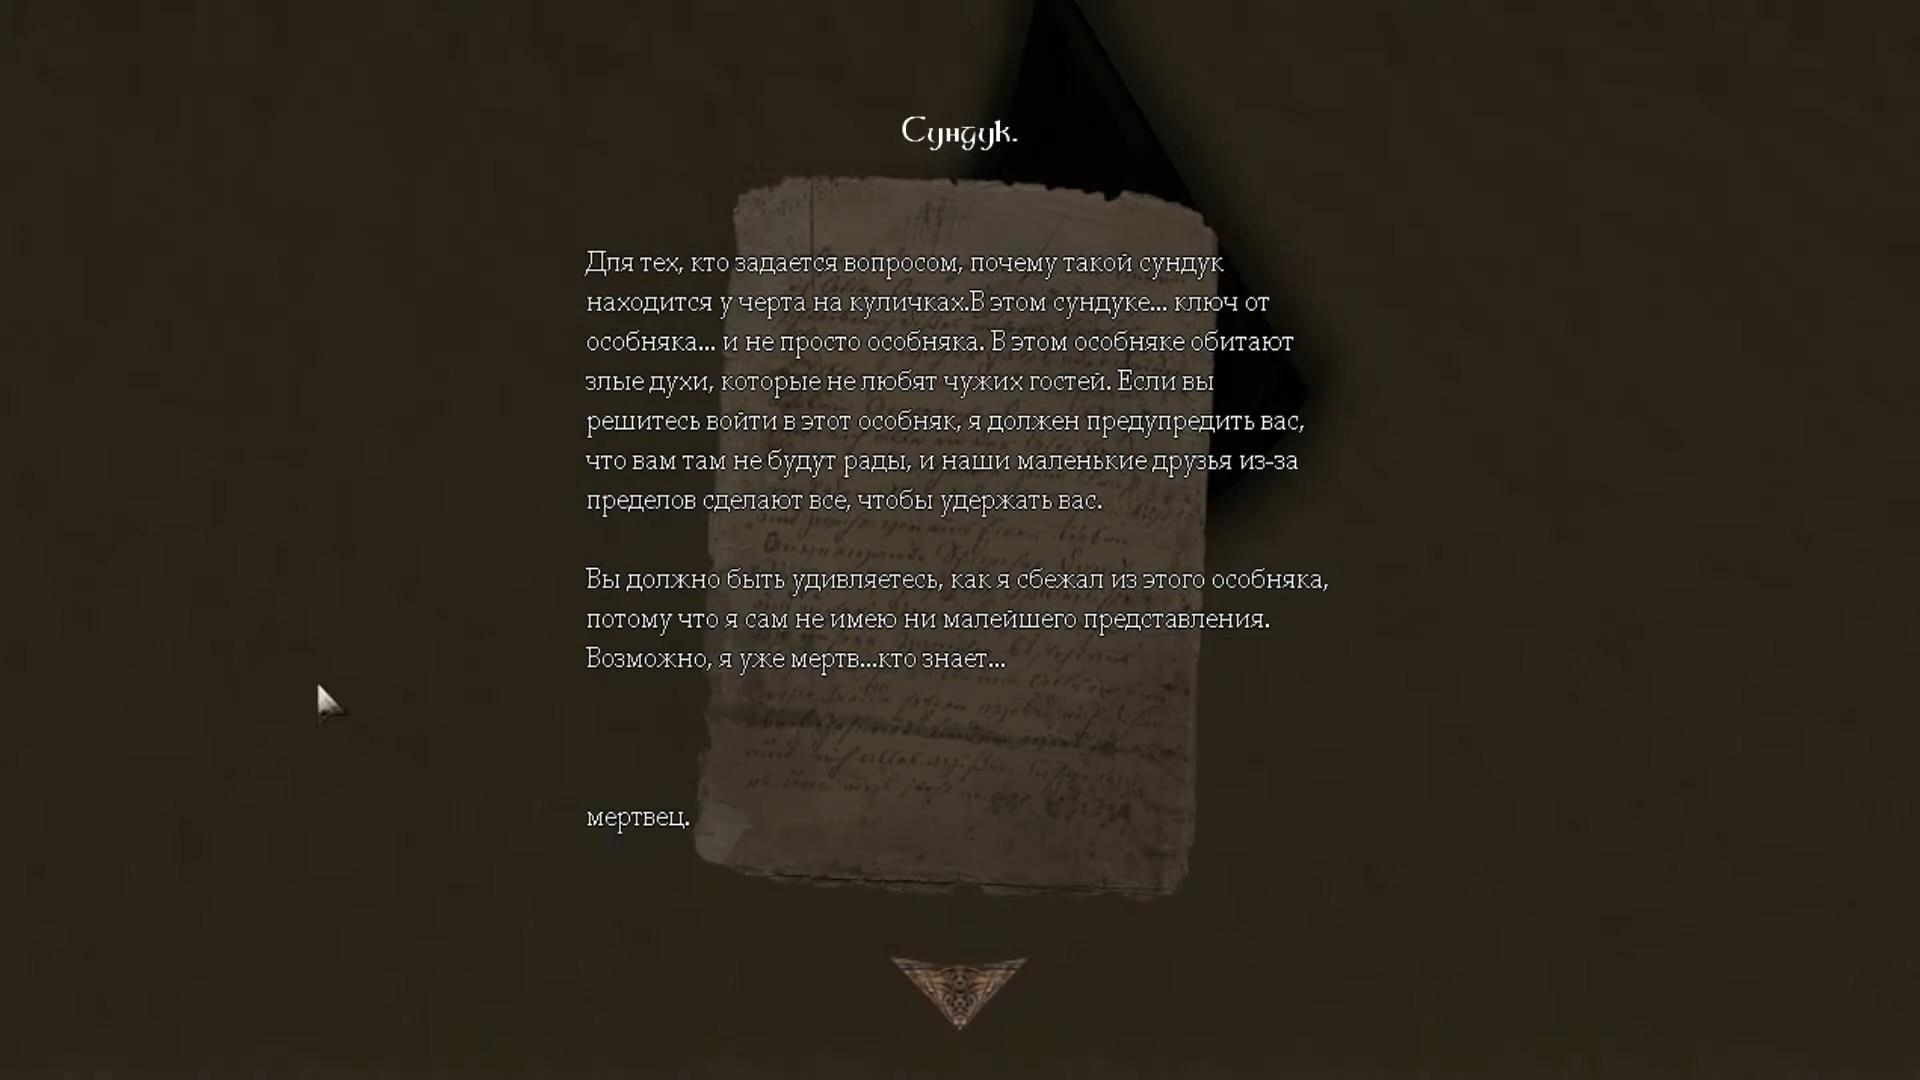 Сундук.
Для тех, кто задается вопросом, почему такой сундук
находится у черта на куличках.В этом сундуке... ключ от
особняка... и не просто особняка. В этом особняке обитают
злые духи, которые не любят чужих гостей. Если вы
решитесь войти в этот особняк, я должен предупредить вас,
что вам там не будут рады, и наши маленькие друзья из-за
пределов сделают все, чтобы удержать вас.
Вы должно быть удивляетесь, как я сбежал из этого особняка,
потому что я сам не имею ни малейшего представления.
Возможно, я уже мертв...кто знает...
мертвец.